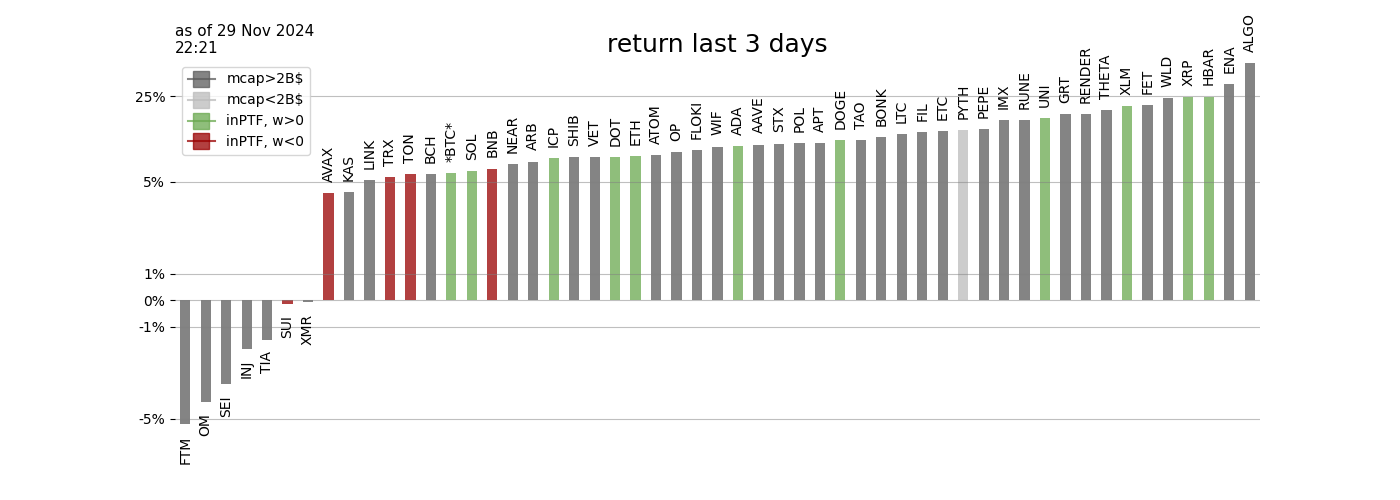 as of 29 Nov 2024
22:21
return last 3 days
mcap>2B$
mcap<2B$
inPTF, w>0
inPTF, w<0
25%
5%
1%
0%
-1%
-5%
FTM
OM
SEI
INJ
TIA
SUI
XMR
AVAX
KAS
LINK
TRX
TON
BCH
*BTC*
SOL
BNB
NEAR
ARB
ICP
SHIB
VET
DOT
ETH
ATOM
OP
FLOKI
WIF
ADA
AAVE
STX
POL
APT
DOGE
TAO
BONK
LTC
FIL
ETC
PYTH
PEPE
IMX
RUNE
UNI
GRT
RENDER
THETA
XLM
FET
WLD
XRP
HBAR
ENA
ALGO